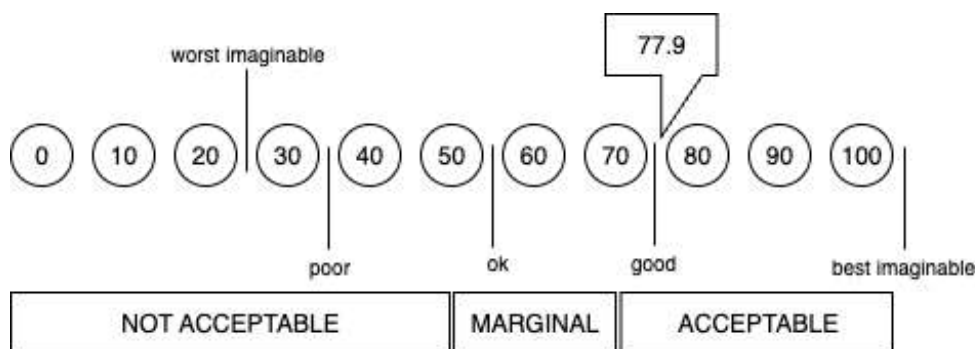 77.9
worst imaginable
0 10 20 30 40 50 60 70 80 90 100
poor ok good best imaginable
NOT ACCEPTABLE MARGINAL ACCEPTABLE